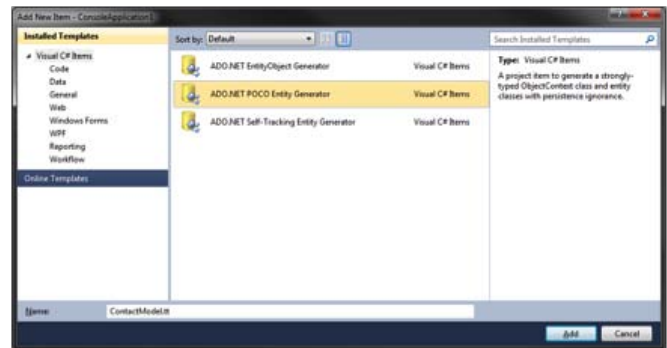 Add New Item - ConsoleApplication1
Installed Templates
Visual C# Items
Code
Data
General
Web
Windows Forms
WPF
Reporting
Workflow
Online Templates
Sort by: Default
ADO.NET EntityObject Generator Visual C# Items
ADO.NET POCO Entity Generator Visual C# Items
ADO.NET Self-Tracking Entity Generator Visual C# Items
Search Installed Templates
Type: Visual C# Items
A project item to generate a strongly-
typed ObjectContext class and entity
classes with persistence ignorance.
Name: ContactModel.tt
Add Cancel